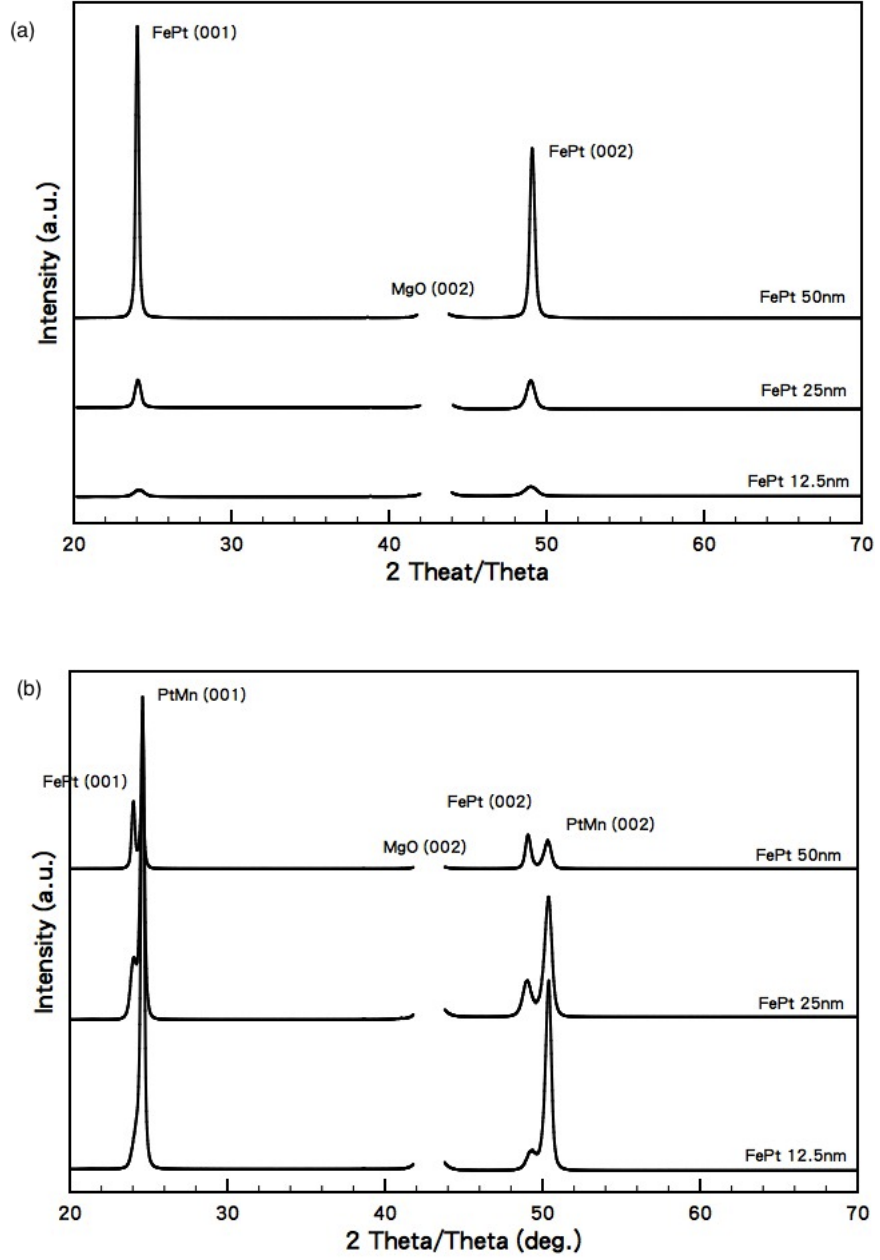 (a)
FePt (001)
FePt (002)
MgO (002)
FePt 50nm
FePt 25nm
FePt 12.5nm
Intensity (a.u.)
20 30 40 50 60 70
2 Theat/Theta
(b)
PtMn (001)
FePt (001)
FePt (002)
PtMn (002)
MgO (002)
FePt 50nm
FePt 25nm
FePt 12.5nm
Intensity (a.u.)
20 30 40 50 60 70
2 Theta/Theta (deg.)